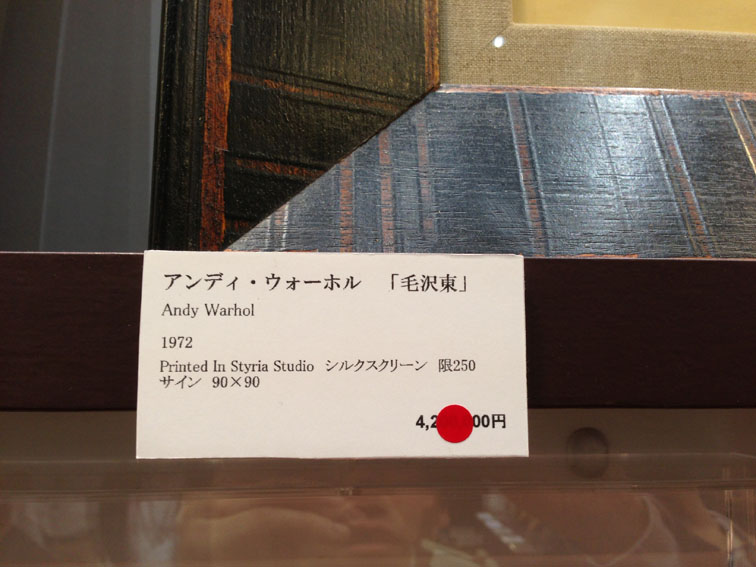 アンディ・ウォーホル 「毛沢東」
Andy Warhol
1972
Printed In Styria Studio シルクスクリーン 限250
サイン 90×90
00円